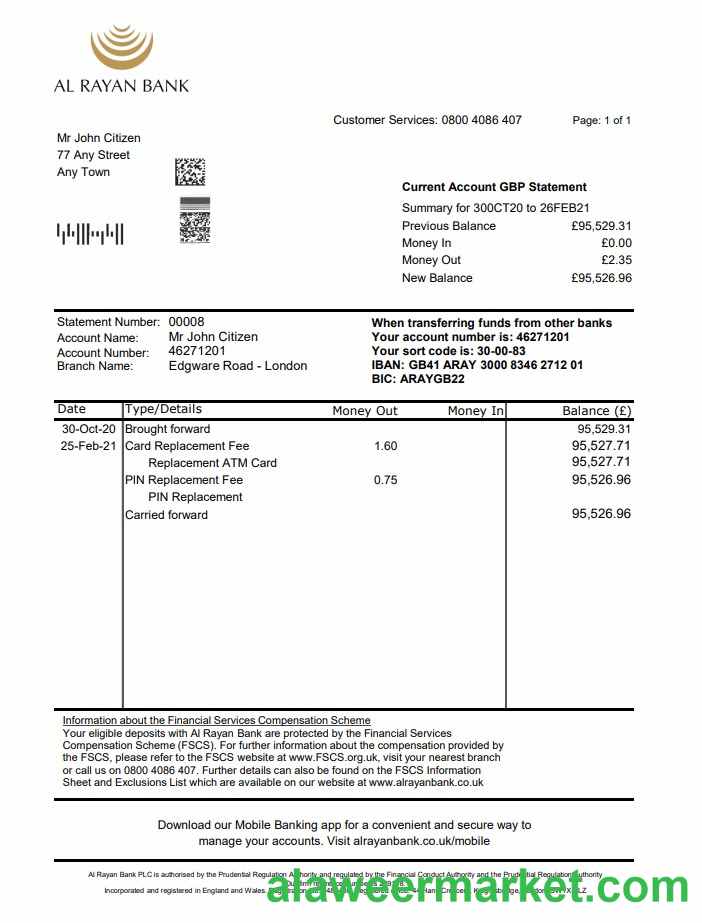 AL RAYAN BANK
Customer Services: 0800 4086 407 Page: 1 of 1
Mr John Citizen
77 Any Street
Any Town
Current Account GBP Statement
Summary for 300CT20 to 26FEB21
Previous Balance £95,529.31
Money In £0.00
Money Out £2.35
New Balance £95,526.96
Statement Number: 00008
Account Name: Mr John Citizen
Account Number: 46271201
Branch Name: Edgware Road - London
When transferring funds from other banks
Your account number is: 46271201
Your sort code is: 30-00-83
IBAN: GB41 ARAY 3000 8346 2712 01
BIC: ARAYGB22
Date Type/Details Money Out Money In Balance (£)
30-Oct-20 Brought forward 95,529.31
25-Feb-21 Card Replacement Fee 1.60 95,527.71
Replacement ATM Card 95,527.71
PIN Replacement Fee 0.75 95,526.96
PIN Replacement
Carried forward 95,526.96
Information about the Financial Services Compensation Scheme
Your eligible deposits with Al Rayan Bank are protected by the Financial Services
Compensation Scheme (FSCS). For further information about the compensation provided by
the FSCS, please refer to the FSCS website at www.FSCS.org.uk, visit your nearest branch
or call us on 0800 4086 407. Further details can also be found on the FSCS Information
Sheet and Exclusions List which are available on our website at www.alrayanbank.co.uk
Download our Mobile Banking app for a convenient and secure way to
manage your accounts. Visit alrayanbank.co.uk/mobile
Al Rayan Bank PLC is authorised by the Prudential Regulation Authority and regulated by the Financial Conduct Authority and the Prudential Regulation Authority
Incorporated and registered in England and Wales.
alaweermarket.com